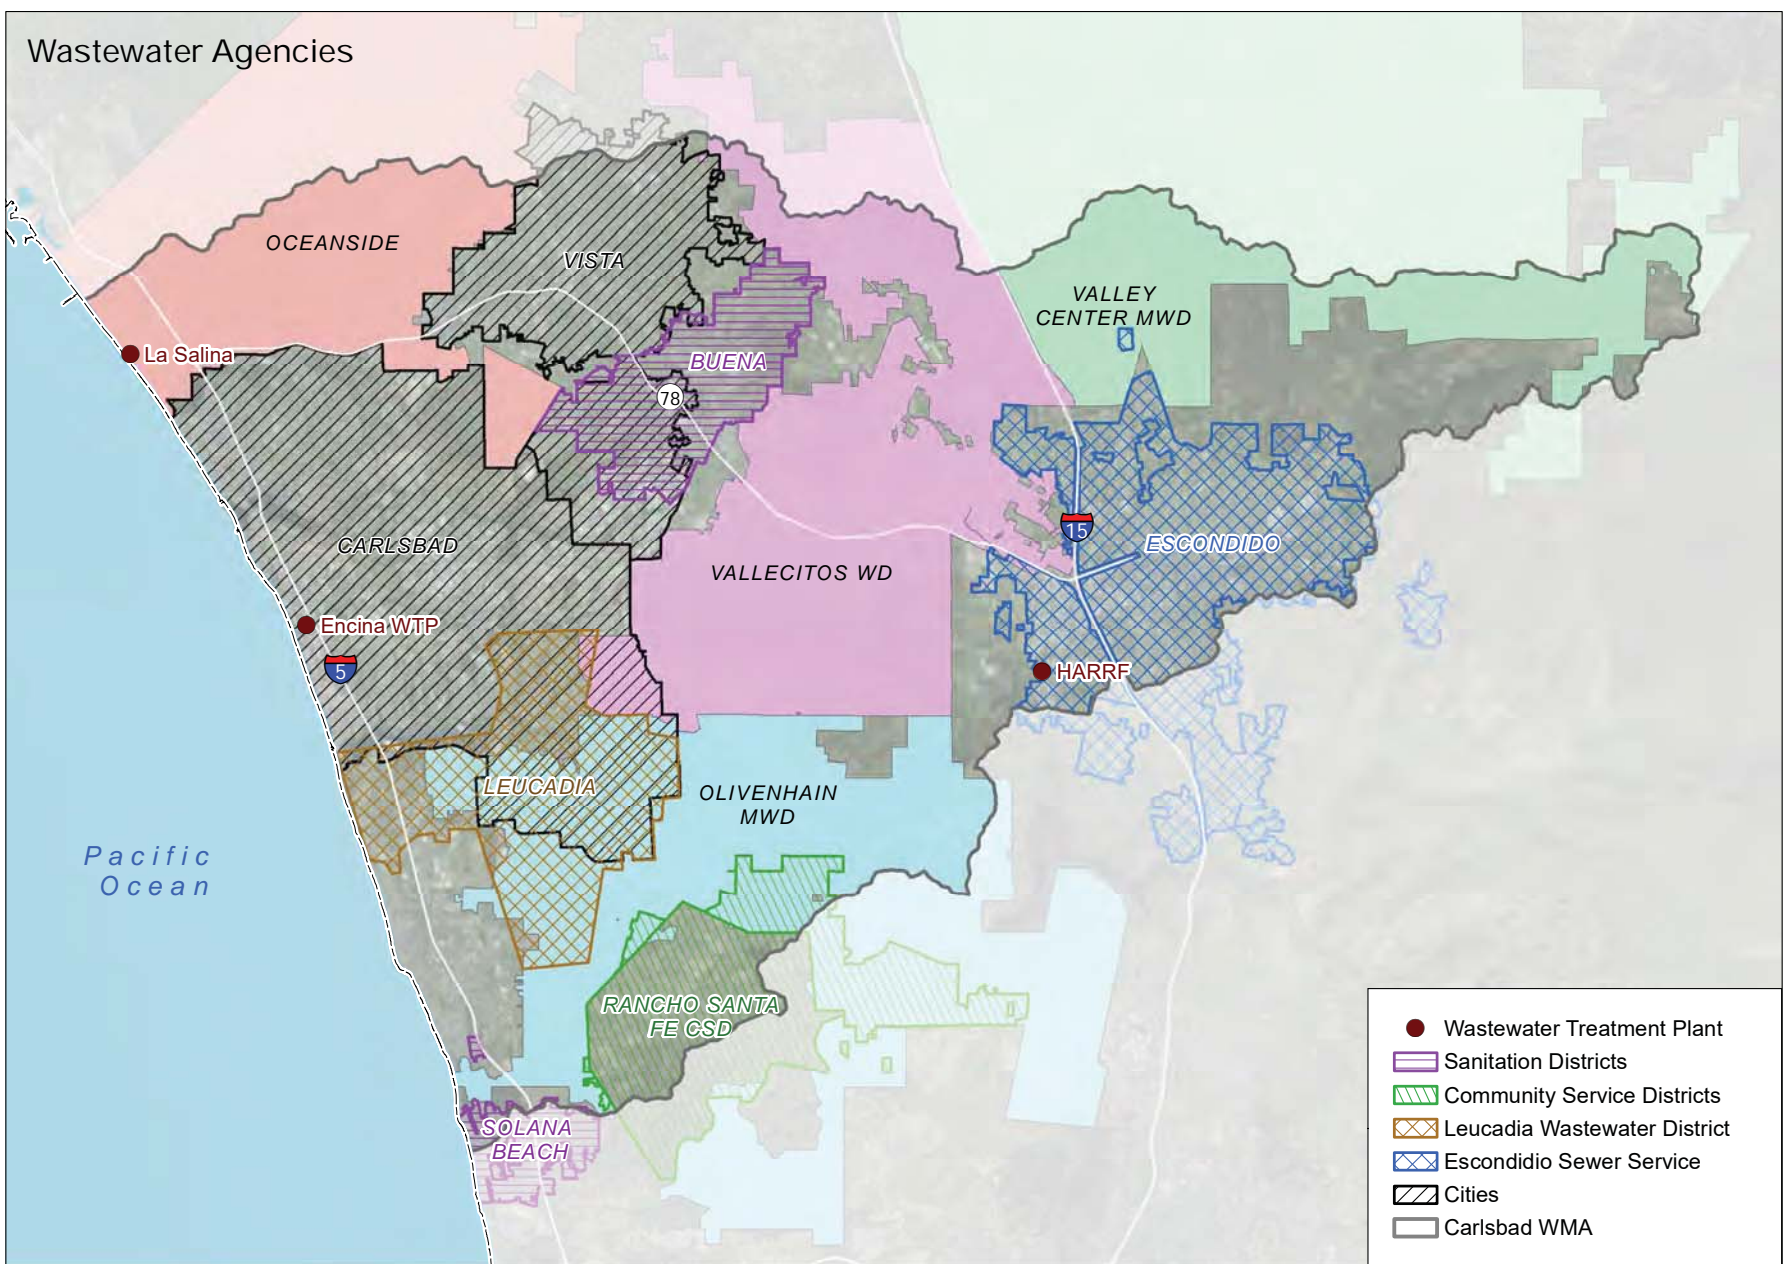 Wastewater Agencies
OCEANSIDE
VISTA
VALLEY
CENTER MWD
La Salina
BUENA
78
CARLSBAD
VALLECITOS WD
15
ESCONDIDO
Encina WTP
5
HARRF
LEUCADIA
OLIVENHAIN
MWD
Pacific
Ocean
RANCHO SANTA
FE CSD
SOLANA
BEACH
Wastewater Treatment Plant
Sanitation Districts
Community Service Districts
Leucadia Wastewater District
Escondidio Sewer Service
Cities
Carlsbad WMA